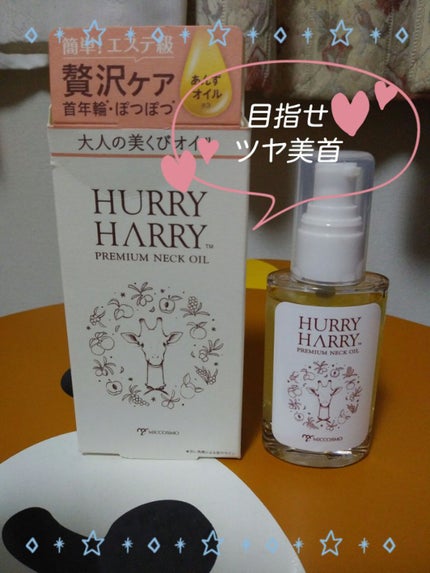 簡単!エステ級
贅沢ケア
首年輪・ぽつぽつ
あんず
オイル
大人の美くびオイル
目指せ
ツヤ美首
HURRY
HARRY™
PREMIUM NECK OIL
MICCOSMO
HURRY
HARRY™
PREMIUM NECK OIL
MICCOSMO